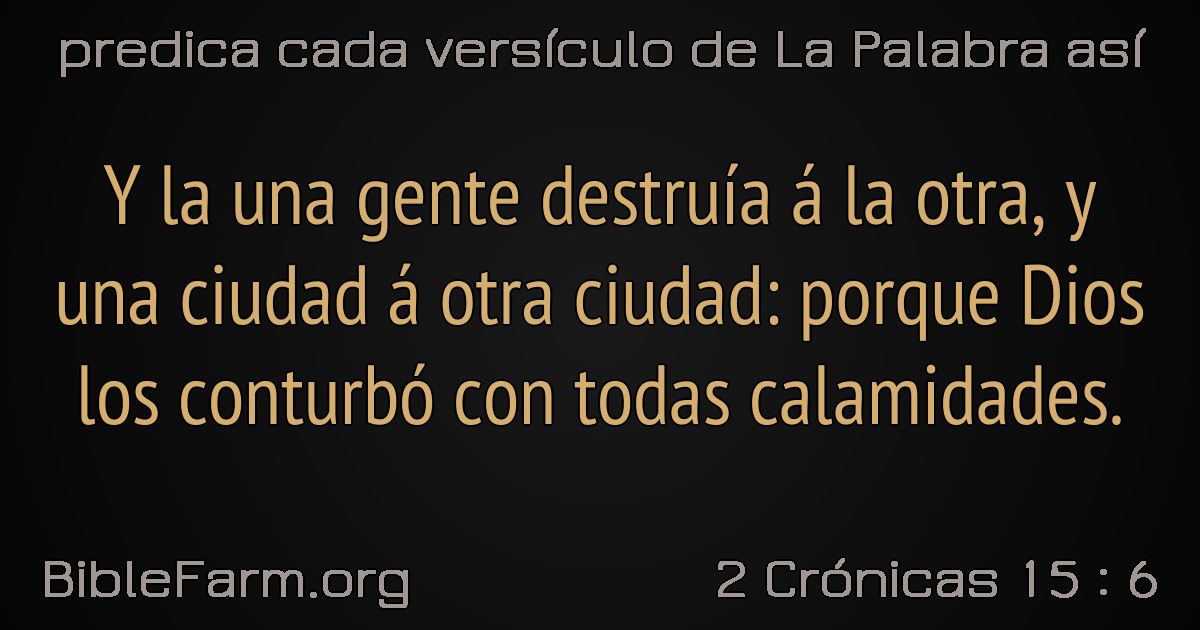 predica cada versículo de La Palabra así
Y la una gente destruía á la otra, y
una ciudad á otra ciudad: porque Dios
los conturbó con todas calamidades.
BibleFarm.org
2 Crónicas 15 : 6